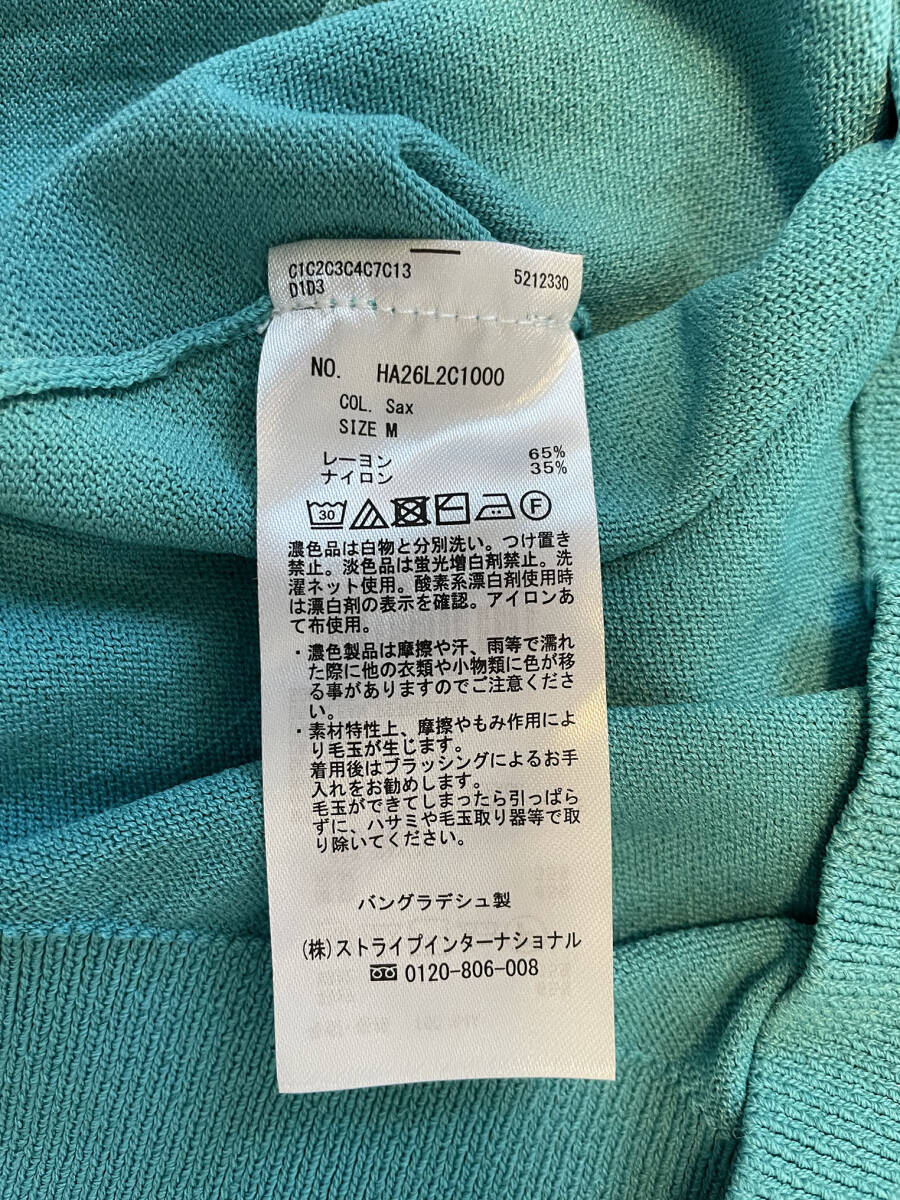 C1C2C3C4C7C13
D1D3
5212330
NO. HA26L2C1000
COL. Sax
SIZE M
レーヨン 65%
ナイロン 35%
30 F
濃色品は白物と分別洗い。つけ置き
禁止。淡色品は蛍光増白剤禁止。洗
濯ネット使用。酸素系漂白剤使用時
は漂白剤の表示を確認。アイロンあ
て布使用。
・濃色製品は摩擦や汗、雨等で濡れ
た際に他の衣類や小物類に色が移
る事がありますのでご注意くださ
い。
・素材特性上、摩擦やもみ作用によ
り毛玉が生じます。
着用後はブラッシングによるお手
入れをお勧めします。
毛玉ができてしまったら引っぱら
ずに、ハサミや毛玉取り器等で取
り除いてください。
バングラデシュ製
(株)ストライプインターナショナル
0120-806-008